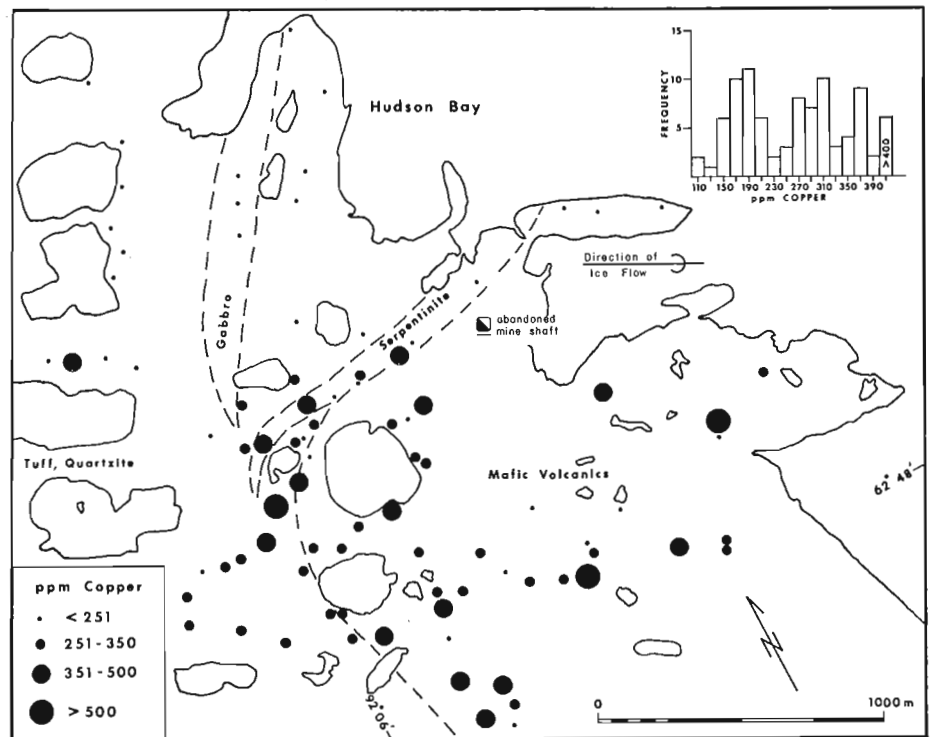 Hudson Bay
15
10
5
FREQUENCY
>400
110 150 190 230 270 310 350 390
ppm COPPER
Direction of
Ice Flow
Gabbro
Serpentinite
abandoned
mine shaft
Tuff, Quartzite
Mafic Volcanics
62° 48'
92° 06'
ppm Copper
< 251
251 - 350
351 - 500
> 500
0 1000 m